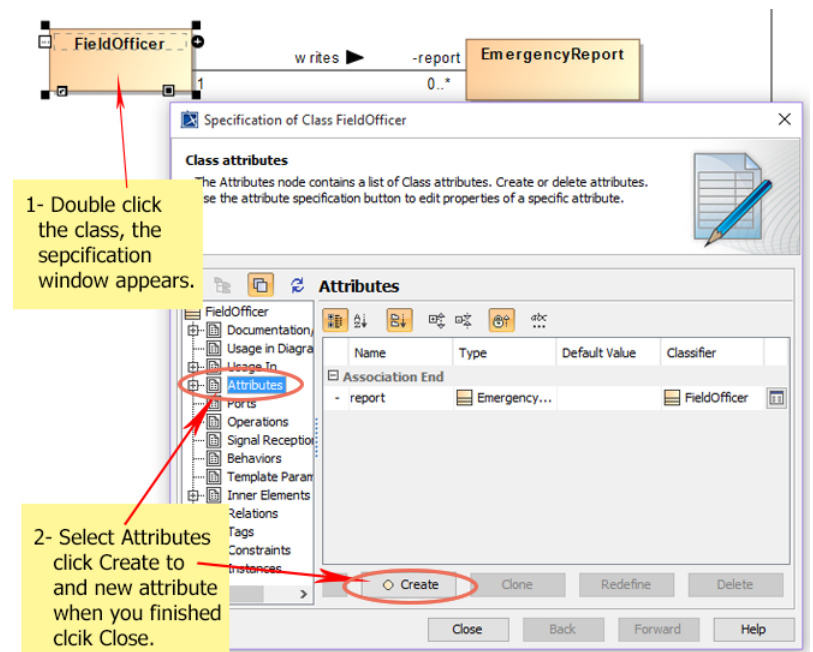 FieldOfficer
writes
-report
EmergencyReport
1
0..*
Specification of Class FieldOfficer
Class attributes
The Attributes node contains a list of Class attributes. Create or delete attributes.
se the attribute specification button to edit properties of a specific attribute.
1- Double click
the class, the
sepcification
window appears.
Attributes
FieldOfficer
Documentation/
Usage in Diagra
Usage In
Attributes
Ports
Operations
Signal Reception
Behaviors
Template Param
Inner Elements
Relations
Tags
Constraints
Instances
Name Type Default Value Classifier
Association End
- report Emergency... FieldOfficer
2- Select Attributes
click Create to
and new attribute
when you finished
clcik Close.
Create Clone Redefine Delete
Close Back Forward Help